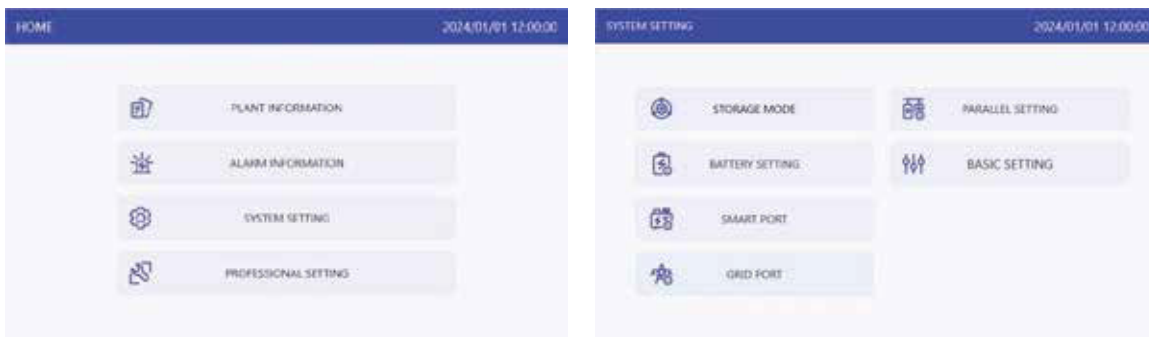 HOME 2024/01/01 12:00:00
PLANT INFORMATION
ALARM INFORMATION
SYSTEM SETTING
PROFESSIONAL SETTING
SYSTEM SETTING 2024/01/01 12:00:00
STORAGE MODE
BATTERY SETTING
SMART PORT
GRID PORT
PARALLEL SETTING
BASIC SETTING